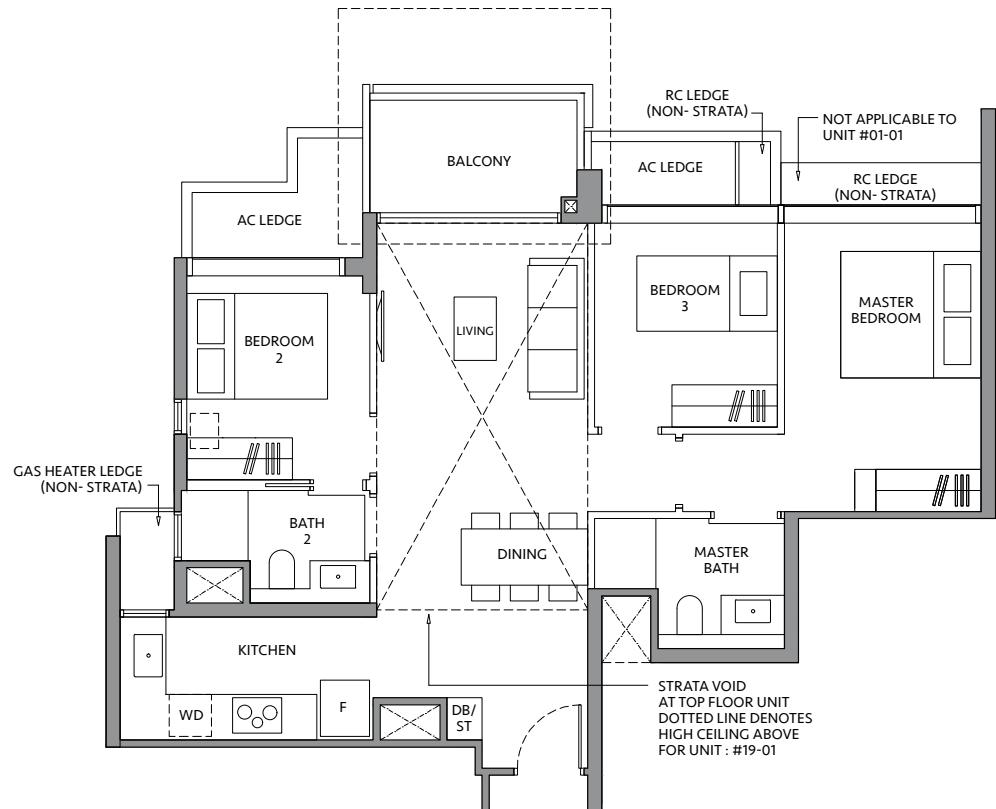 RC LEDGE
(NON- STRATA)
NOT APPLICABLE TO
UNIT #01-01
BALCONY
AC LEDGE
RC LEDGE
(NON- STRATA)
AC LEDGE
BEDROOM
3
MASTER
BEDROOM
LIVING
BEDROOM
2
GAS HEATER LEDGE
(NON- STRATA)
BATH
2
DINING
MASTER
BATH
KITCHEN
STRATA VOID
AT TOP FLOOR UNIT
DOTTED LINE DENOTES
HIGH CEILING ABOVE
FOR UNIT : #19-01
WD
F
DB/
ST